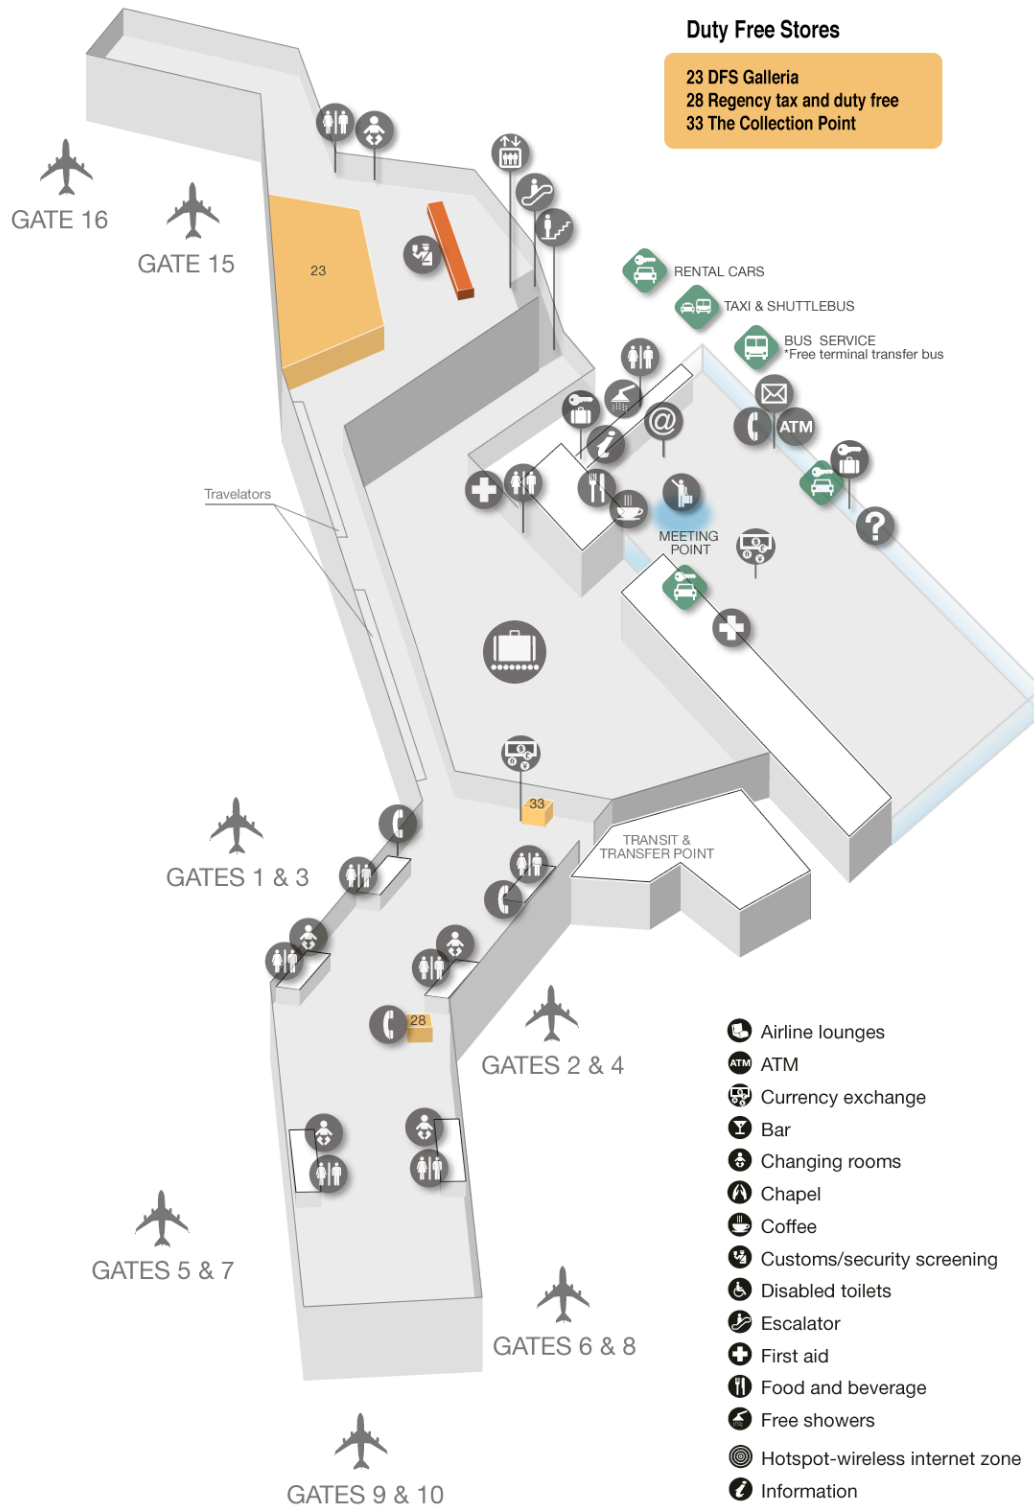 Duty Free Stores
23 DFS Galleria
28 Regency tax and duty free
33 The Collection Point
GATE 16
GATE 15
23
RENTAL CARS
TAXI & SHUTTLEBUS
BUS SERVICE
*Free terminal transfer bus
ATM
@
i
?
Travelators
MEETING
POINT
33
TRANSIT &
TRANSFER POINT
GATES 1 & 3
28
GATES 2 & 4
GATES 5 & 7
GATES 6 & 8
GATES 9 & 10
Airline lounges
ATM ATM
Currency exchange
Bar
Changing rooms
Chapel
Coffee
Customs/security screening
Disabled toilets
Escalator
First aid
Food and beverage
Free showers
Hotspot-wireless internet zone
i Information